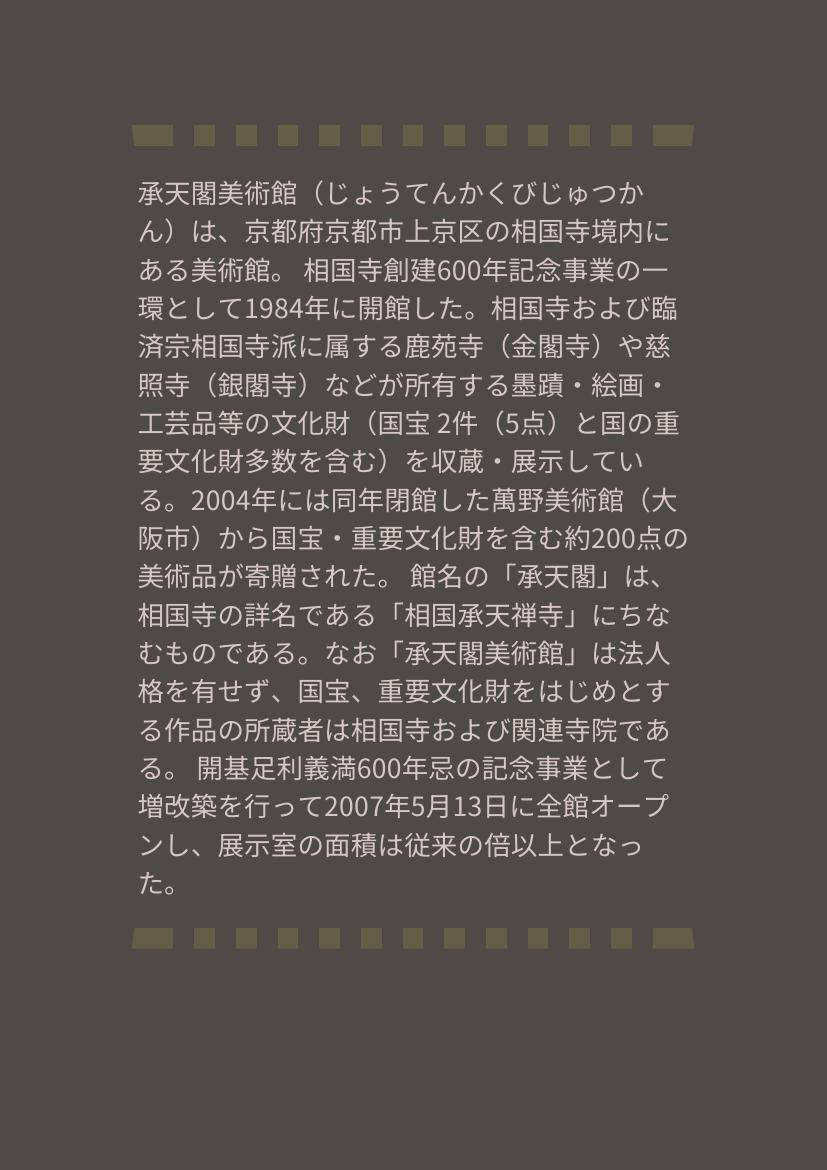 承天閣美術館（じょうてんかくびじゅつか
ん）は、京都府京都市上京区の相国寺境内に
ある美術館。 相国寺創建600年記念事業の一
環として1984年に開館した。相国寺および臨
済宗相国寺派に属する鹿苑寺（金閣寺）や慈
照寺（銀閣寺）などが所有する墨蹟・絵画・
工芸品等の文化財（国宝 2件（5点）と国の重
要文化財多数を含む）を収蔵・展示してい
る。2004年には同年閉館した萬野美術館（大
阪市）から国宝・重要文化財を含む約200点の
美術品が寄贈された。 館名の「承天閣」は、
相国寺の詳名である「相国承天禅寺」にちな
むものである。なお「承天閣美術館」は法人
格を有せず、国宝、重要文化財をはじめとす
る作品の所蔵者は相国寺および関連寺院であ
る。 開基足利義満600年忌の記念事業として
増改築を行って2007年5月13日に全館オープ
ンし、展示室の面積は従来の倍以上となっ
た。